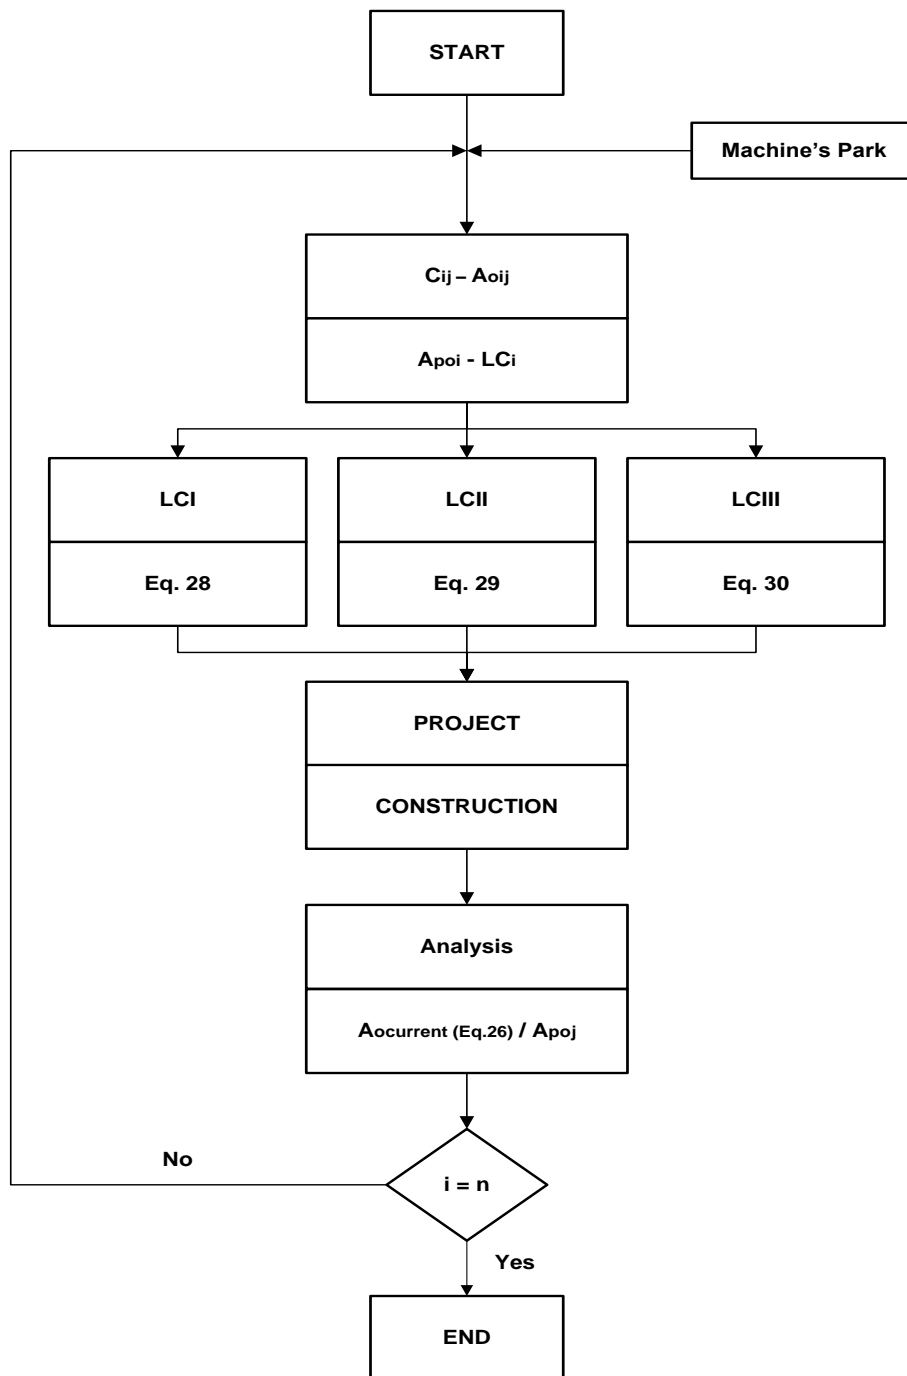 START
Machine’s Park
Cij – Aoij
Apoi - LCi
LCI
LCII
LCIII
Eq. 28
Eq. 29
Eq. 30
PROJECT
CONSTRUCTION
Analysis
Aocurrent (Eq.26) / Apoj
No
i = n
Yes
END